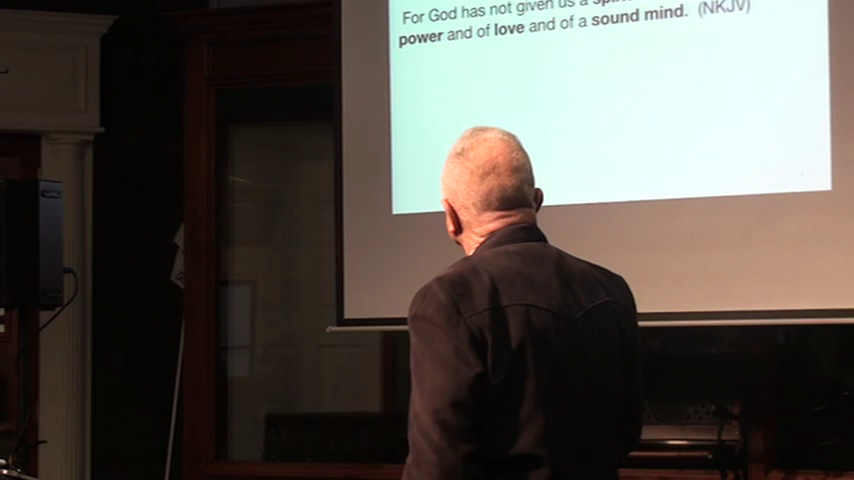 For God has not given us a
power and of love and of a sound mind. (NKJV)